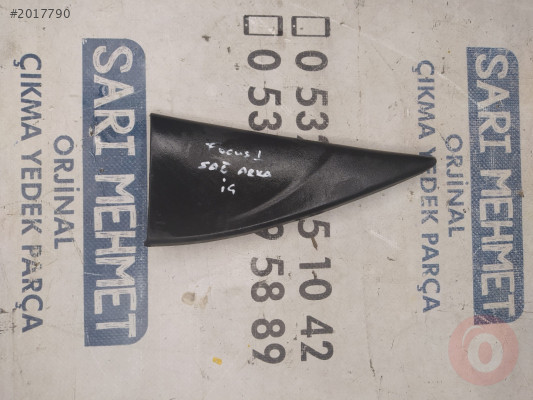 #2017790
SARI MEHMET
ORJİNAL
ÇIKMA YEDEK PARÇA
0 53
5 10 42
0 53
58 89
SARI MEHMET
ORJİNAL
ÇIKMA YEDEK PARÇA
Focus 1
SAĞ ARKA
iç